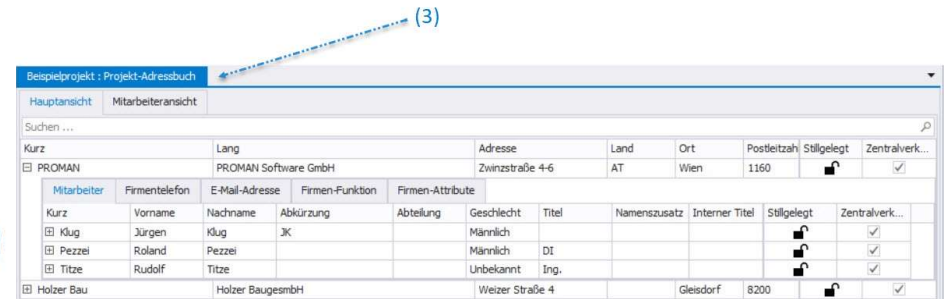 (3)
Beispielprojekt : Projekt-Adressbuch
Hauptansicht Mitarbeiteransicht
Suchen ...
Kurz Lang Adresse Land Ort Postleitzah Stillgelegt Zentralverk...
PROMAN PROMAN Software GmbH Zwinzstraße 4-6 AT Wien 1160
Mitarbeiter Firmentelefon E-Mail-Adresse Firmen-Funktion Firmen-Attribute
Kurz Vorname Nachname Abkürzung Abteilung Geschlecht Titel Namenszusatz Interner Titel Stillgelegt Zentralverk...
Klug Jürgen Klug JK Männlich
Pezzei Roland Pezzei Männlich DI
Titze Rudolf Titze Unbekannt Ing.
Holzer Bau Holzer BaugesmbH Weizer Straße 4 Gleisdorf 8200